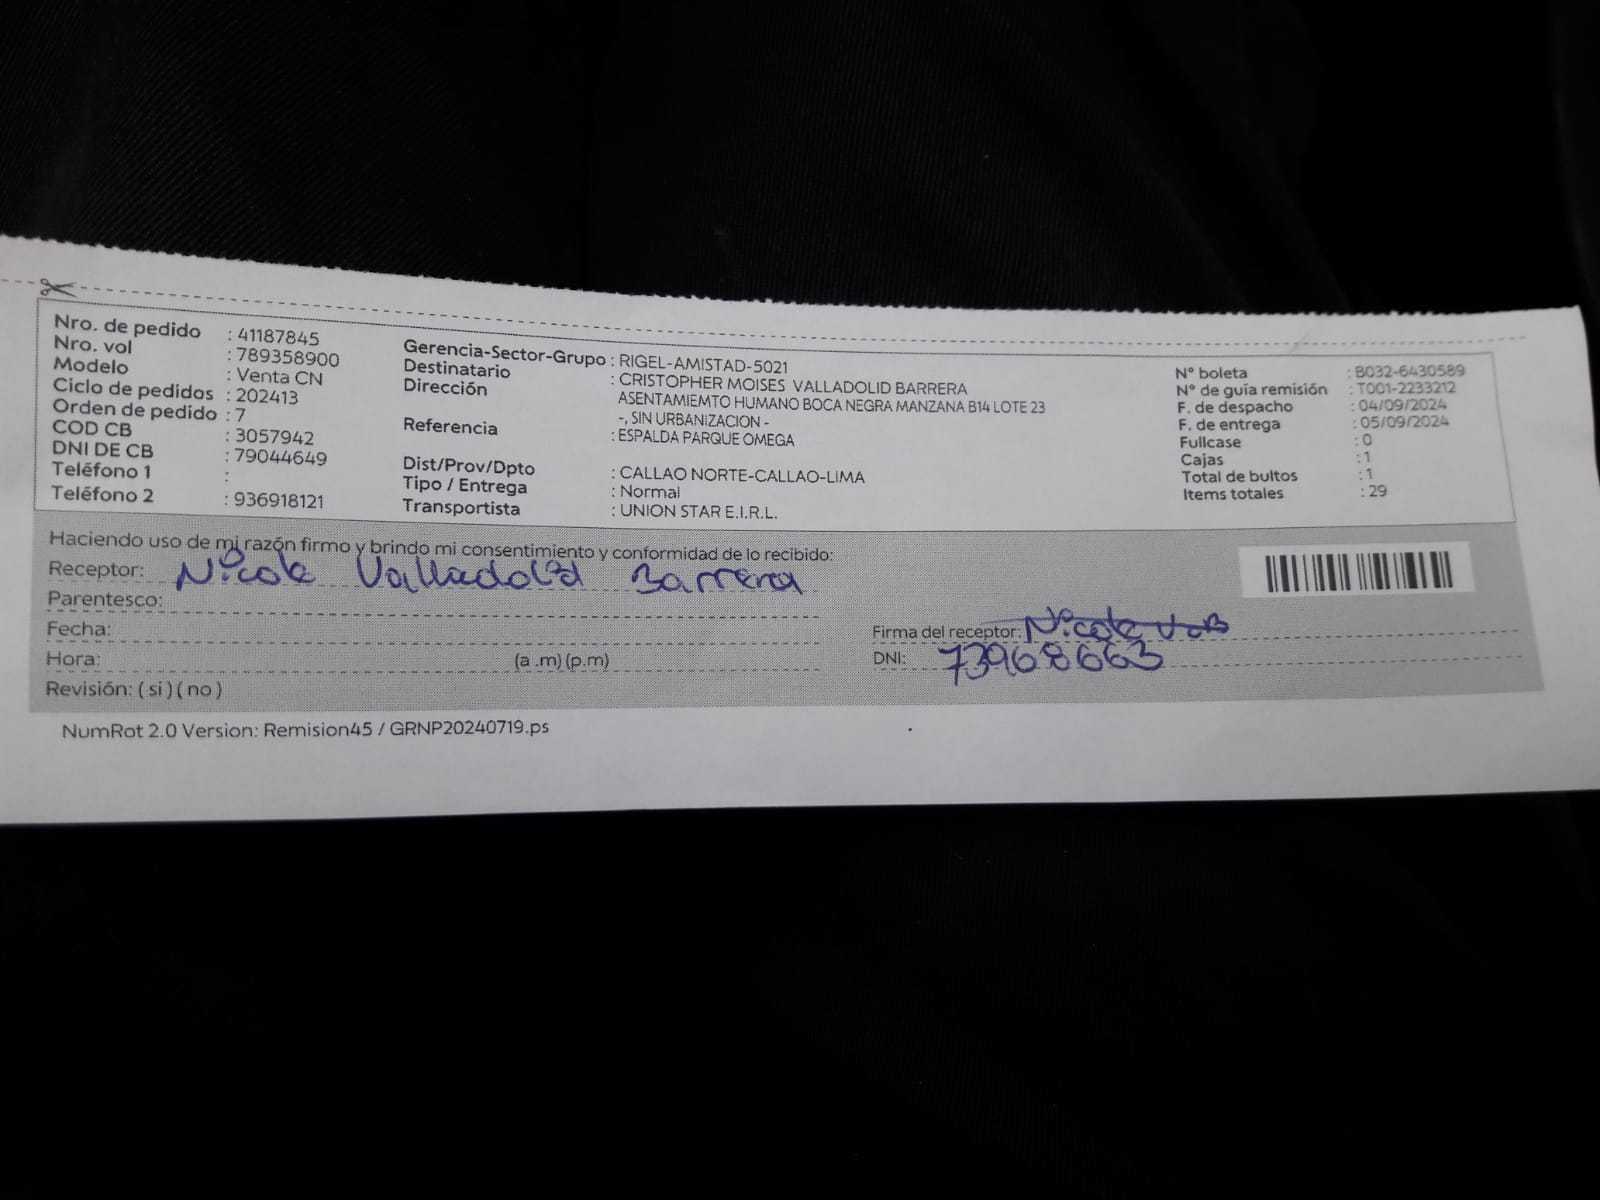 Nro. de pedido : 41187845
Nro. vol : 789358900
Modelo : Venta CN
Ciclo de pedidos : 202413
Orden de pedido : 7
COD CB : 3057942
DNI DE CB : 79044649
Teléfono 1 :
Teléfono 2 : 936918121
Gerencia-Sector-Grupo : RIGEL-AMISTAD-5021
Destinatario : CRISTOPHER MOISES VALLADOLID BARRERA
Dirección ASENTAMIEMTO HUMANO BOCA NEGRA MANZANA B14 LOTE 23
-, SIN URBANIZACION -
Referencia : ESPALDA PARQUE OMEGA
Dist/Prov/Dpto : CALLAO NORTE-CALLAO-LIMA
Tipo / Entrega : Normal
Transportista : UNION STAR E.I.R.L.
N° boleta : B032-6430589
N° de guía remisión : T001-2233212
F. de despacho : 04/09/2024
F. de entrega : 05/09/2024
Fullcase : 0
Cajas : 1
Total de bultos : 1
Items totales : 29
Haciendo uso de mi razón firmo y brindo mi consentimiento y conformidad de lo recibido:
Receptor: Nicole Valladolid Barrera
Parentesco:
Fecha:
Hora: (a .m) (p.m)
Revisión: ( si ) ( no )
Firma del receptor: Nicole VaB
DNI: 73968663
NumRot 2.0 Version: Remision45 / GRNP20240719.ps